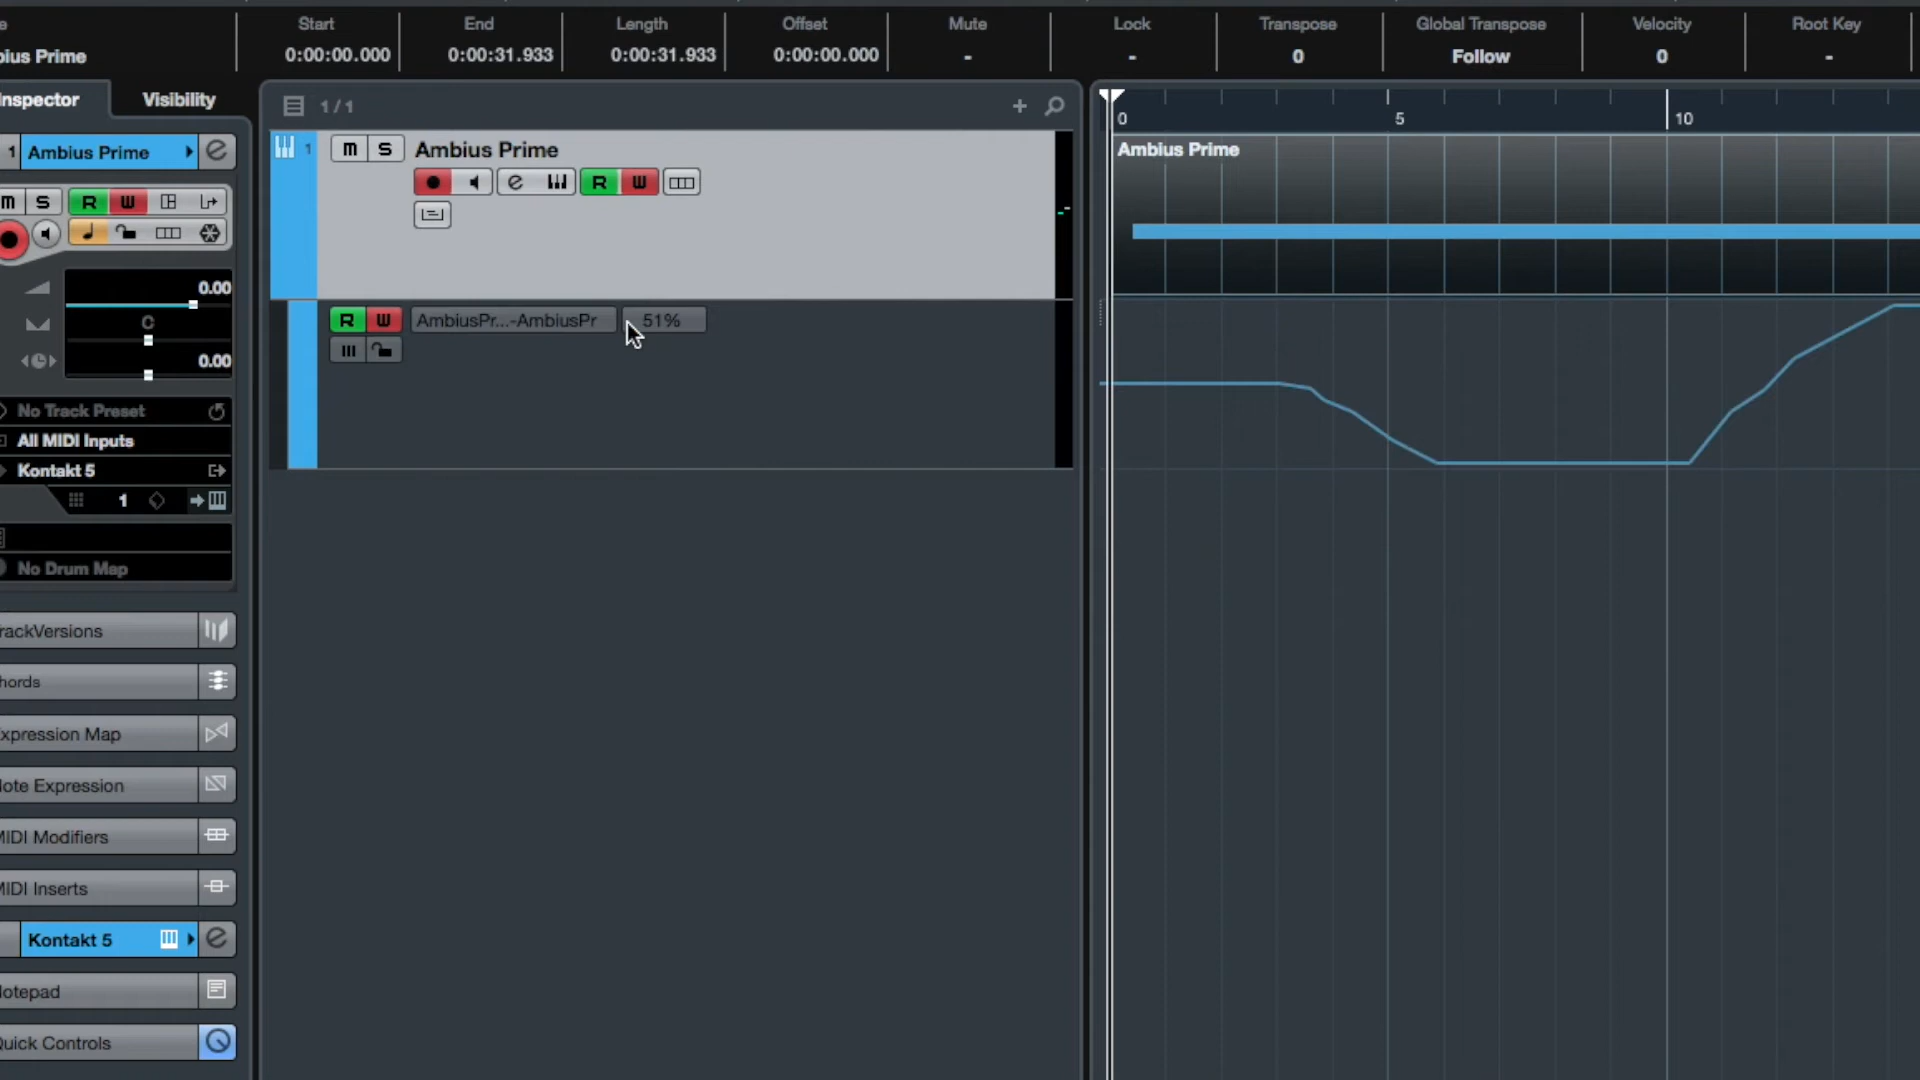 Start End Length Offset Mute Lock Transpose Global Transpose Velocity Root Key
bius Prime 0:00:00.000 0:00:31.933 0:00:31.933 0:00:00.000 - - 0 Follow 0 -
nspector Visibility
1 / 1
0 5 10
1 Ambius Prime e
1 m S Ambius Prime
Ambius Prime
e R W
m S R W
R W AmbiusPr...-AmbiusPr 51%
0.00
C
0.00
No Track Preset
All MIDI Inputs
Kontakt 5
1
No Drum Map
rackVersions
hords
xpression Map
ote Expression
MIDI Modifiers
MIDI Inserts
Kontakt 5 e
otepad
Quick Controls